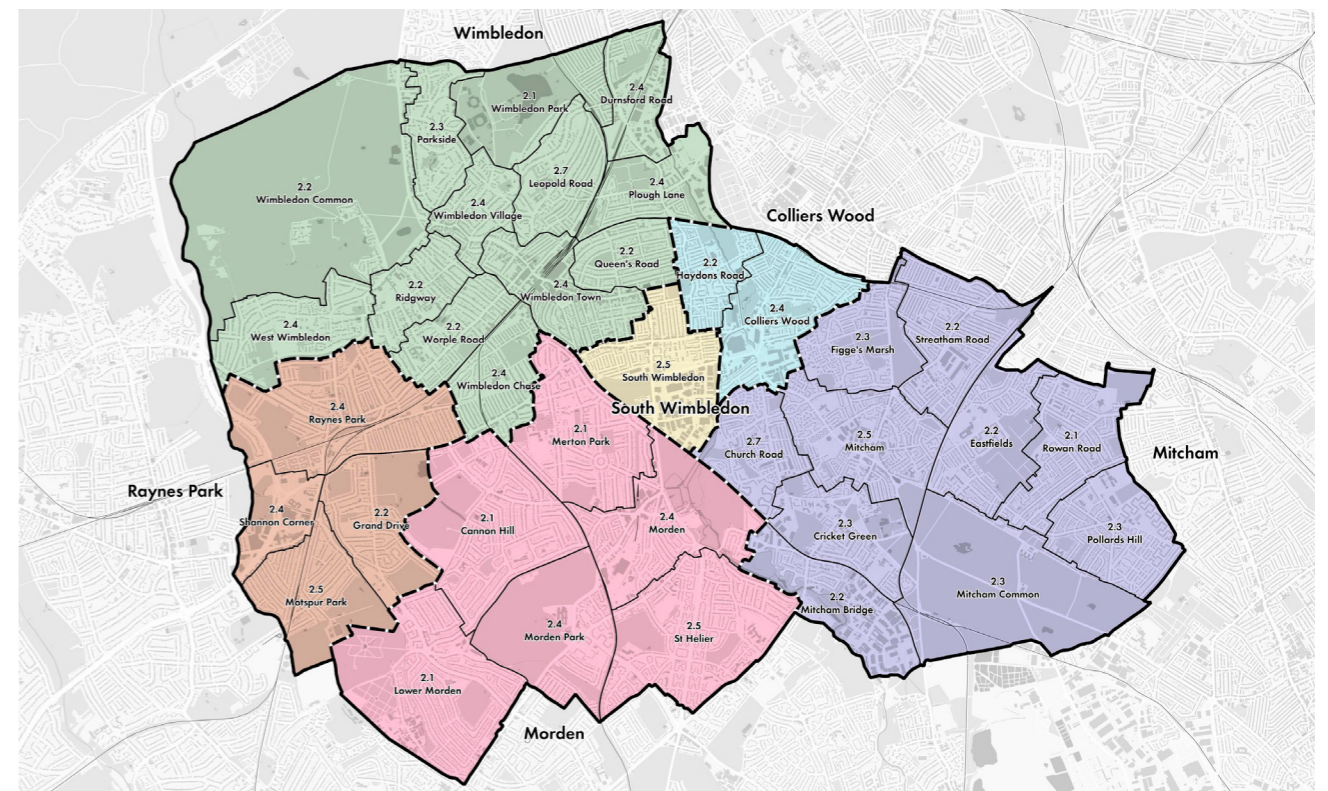 Wimbledon
2.4
Durnsford Road
2.1
Wimbledon Park
2.3
Parkside
2.7
Leopold Road
2.2
Wimbledon Common
2.4
Plough Lane
2.4
Wimbledon Village
Colliers Wood
2.2
Queen's Road
2.2
Haydons Road
2.2
Ridgway
2.4
Wimbledon Town
2.4
Colliers Wood
2.4
West Wimbledon
2.2
Worple Road
2.3
Figge's Marsh
2.2
Streatham Road
2.5
South Wimbledon
2.4
Wimbledon Chase
South Wimbledon
2.4
Raynes Park
2.1
Merton Park
2.7
Church Road
2.5
Mitcham
2.2
Eastfields
2.1
Rowan Road
Mitcham
Raynes Park
2.4
Shannon Corner
2.2
Grand Drive
2.1
Cannon Hill
2.4
Morden
2.3
Cricket Green
2.3
Pollards Hill
2.5
Motspur Park
2.3
Mitcham Common
2.2
Mitcham Bridge
2.4
Morden Park
2.5
St Helier
2.1
Lower Morden
Morden